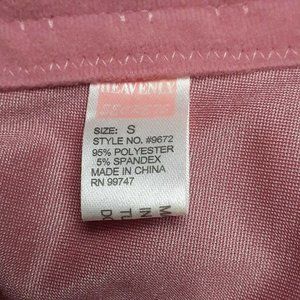 HEAVENLY
SIZE: S
STYLE NO. #9672
95% POLYESTER
5% SPANDEX
MADE IN CHINA
RN 99747